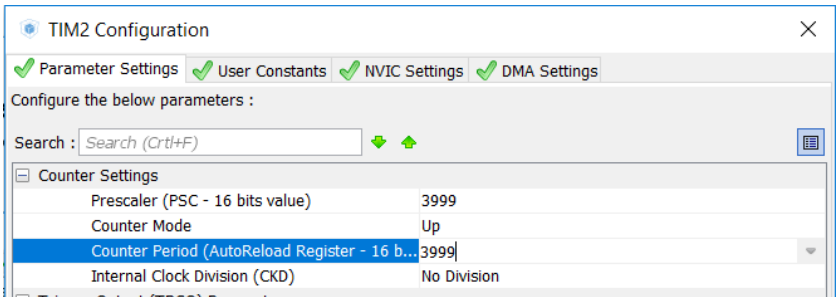 TIM2 Configuration
Parameter Settings User Constants NVIC Settings DMA Settings
Configure the below parameters :
Search : Search (Crtl+F)
Counter Settings
Prescaler (PSC - 16 bits value) 3999
Counter Mode Up
Counter Period (AutoReload Register - 16 b... 3999
Internal Clock Division (CKD) No Division